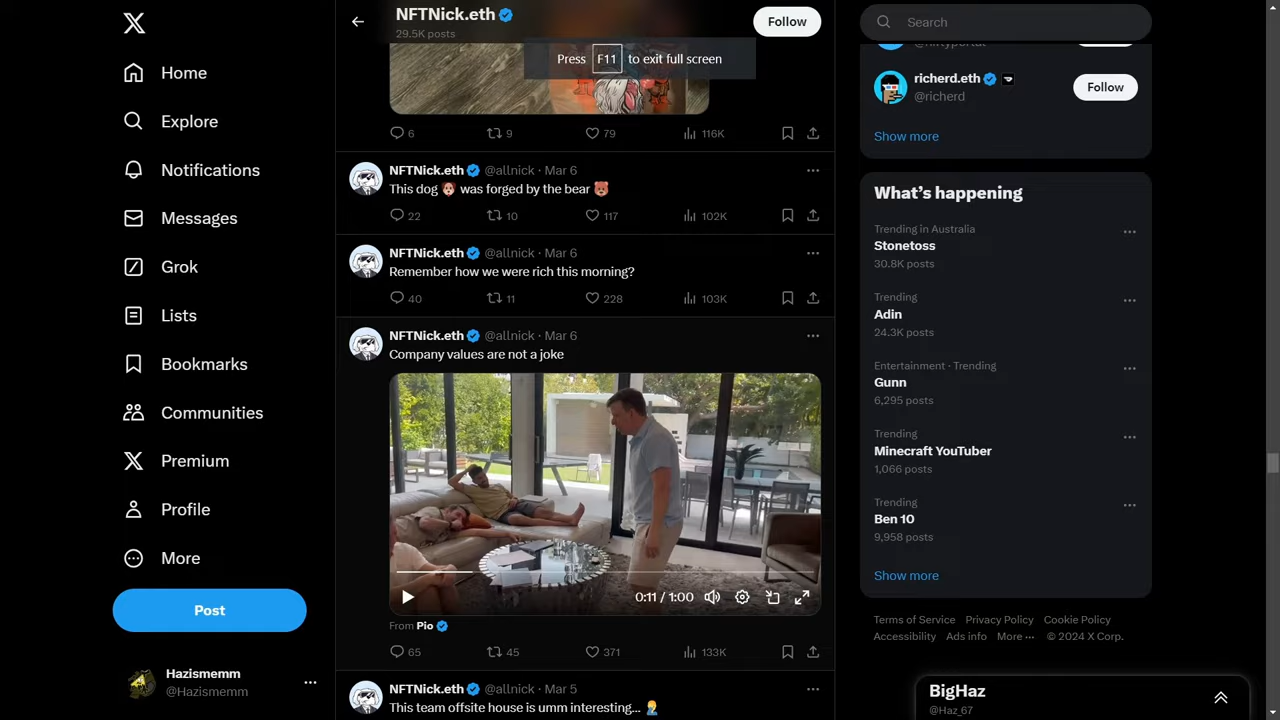 Home
Explore
Notifications
Messages
Grok
Lists
Bookmarks
Communities
Premium
Profile
More
Post
Hazismemm
@Hazismemm
NFTNick.eth
29.5K posts
Follow
Press F11 to exit full screen
6 9 79 116K
NFTNick.eth @allnick · Mar 6
This dog 🐶 was forged by the bear 🐻
22 10 117 102K
NFTNick.eth @allnick · Mar 6
Remember how we were rich this morning?
40 11 228 103K
NFTNick.eth @allnick · Mar 6
Company values are not a joke
0:11 / 1:00
From Pio
65 45 371 133K
NFTNick.eth @allnick · Mar 5
This team offsite house is umm interesting... 🤦‍♂️
Search
richerd.eth
@richerd
Follow
Show more
What's happening
Trending in Australia
Stonetoss
30.8K posts
Trending
Adin
24.3K posts
Entertainment · Trending
Gunn
6,295 posts
Trending
Minecraft YouTuber
1,066 posts
Trending
Ben 10
9,958 posts
Show more
Terms of Service Privacy Policy Cookie Policy
Accessibility Ads info More ··· © 2024 X Corp.
BigHaz
@Haz_67